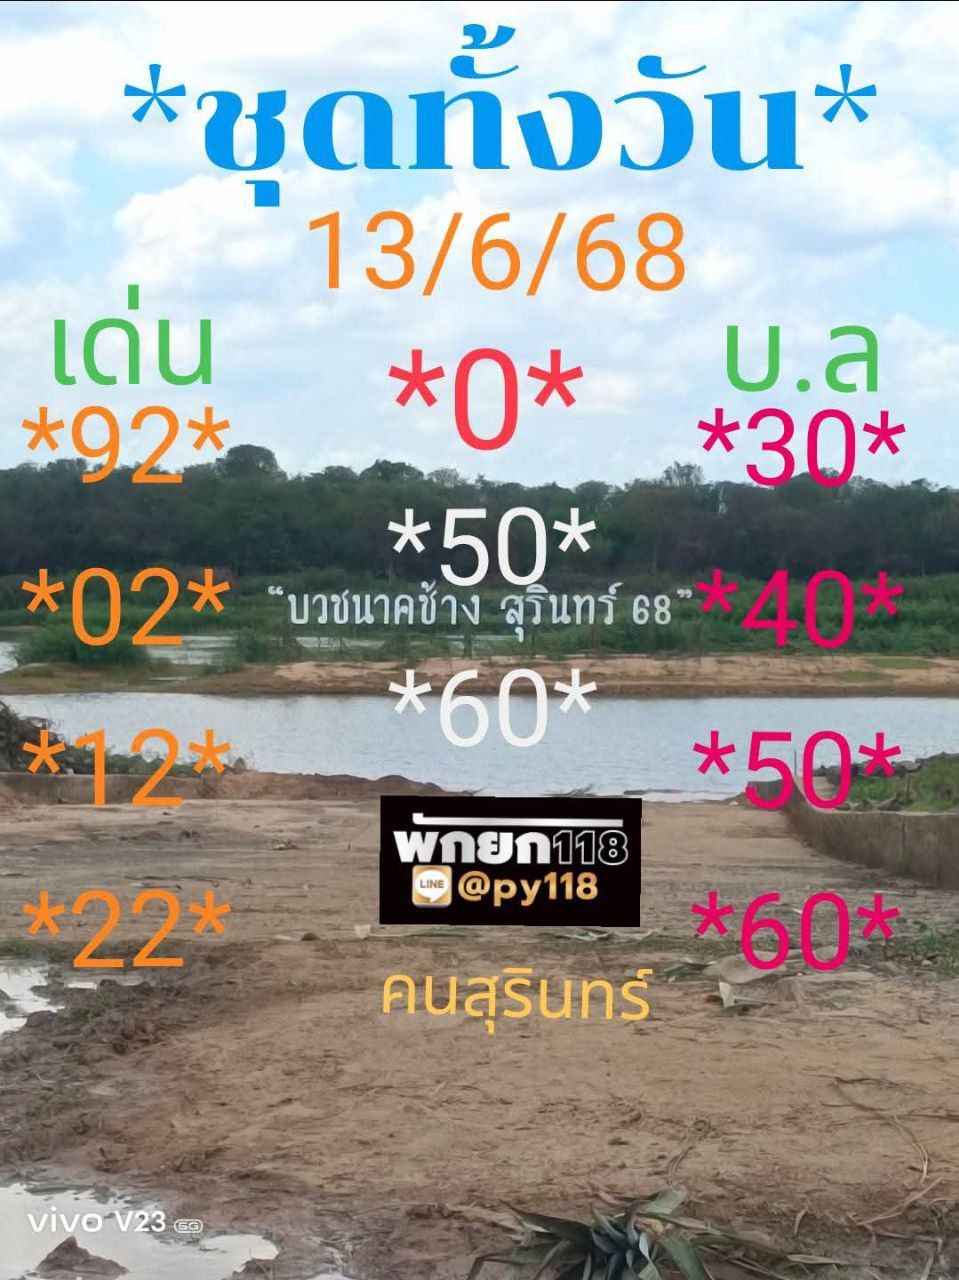 *ชุดทั้งวัน*
13/6/68
เด่น
*0*
บ.ล
*92*
*30*
*50*
*02*
"บวชนาคช้าง สุรินทร์ 68"
*40*
*60*
*12*
*50*
พักยก118
LINE @py118
*22*
*60*
คนสุรินทร์
vivo V23 5G